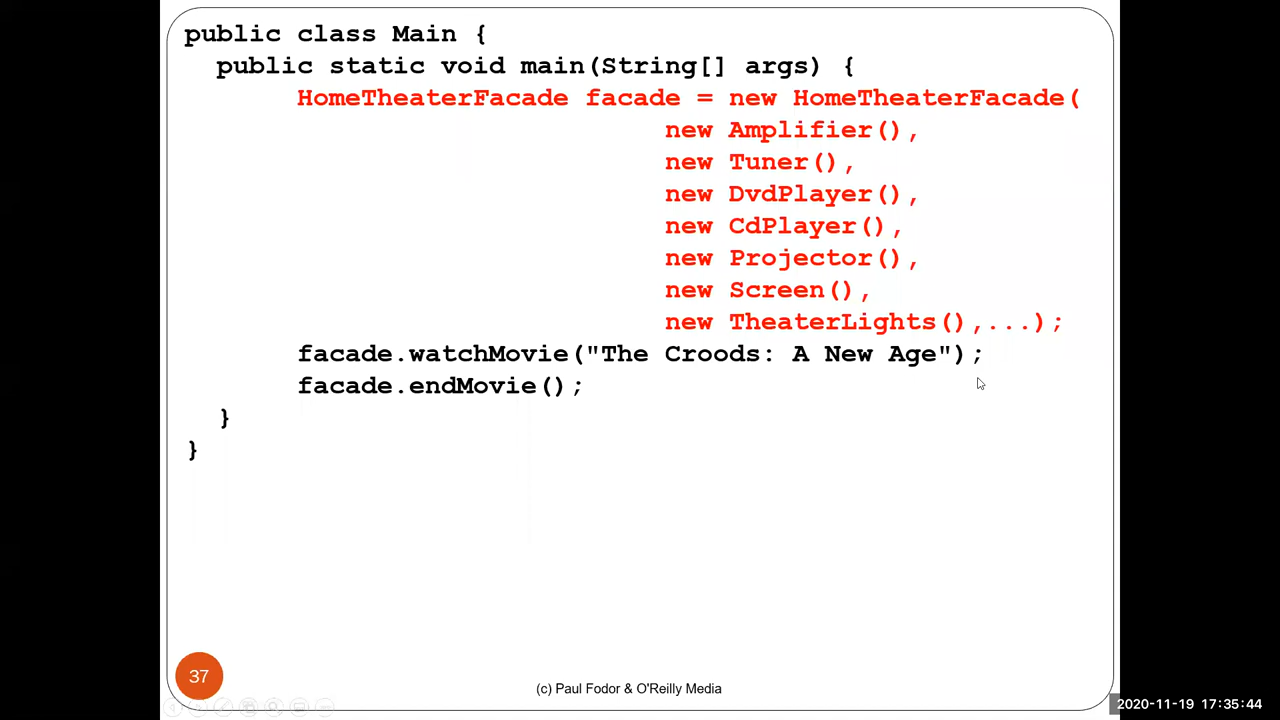 public class Main {
public static void main(String[] args) {
HomeTheaterFacade facade = new HomeTheaterFacade(
new Amplifier(),
new Tuner(),
new DvdPlayer(),
new CdPlayer(),
new Projector(),
new Screen(),
new TheaterLights(),...);
facade.watchMovie("The Croods: A New Age");
facade.endMovie();
}
}
37
(c) Paul Fodor & O'Reilly Media
2020-11-19 17:35:44